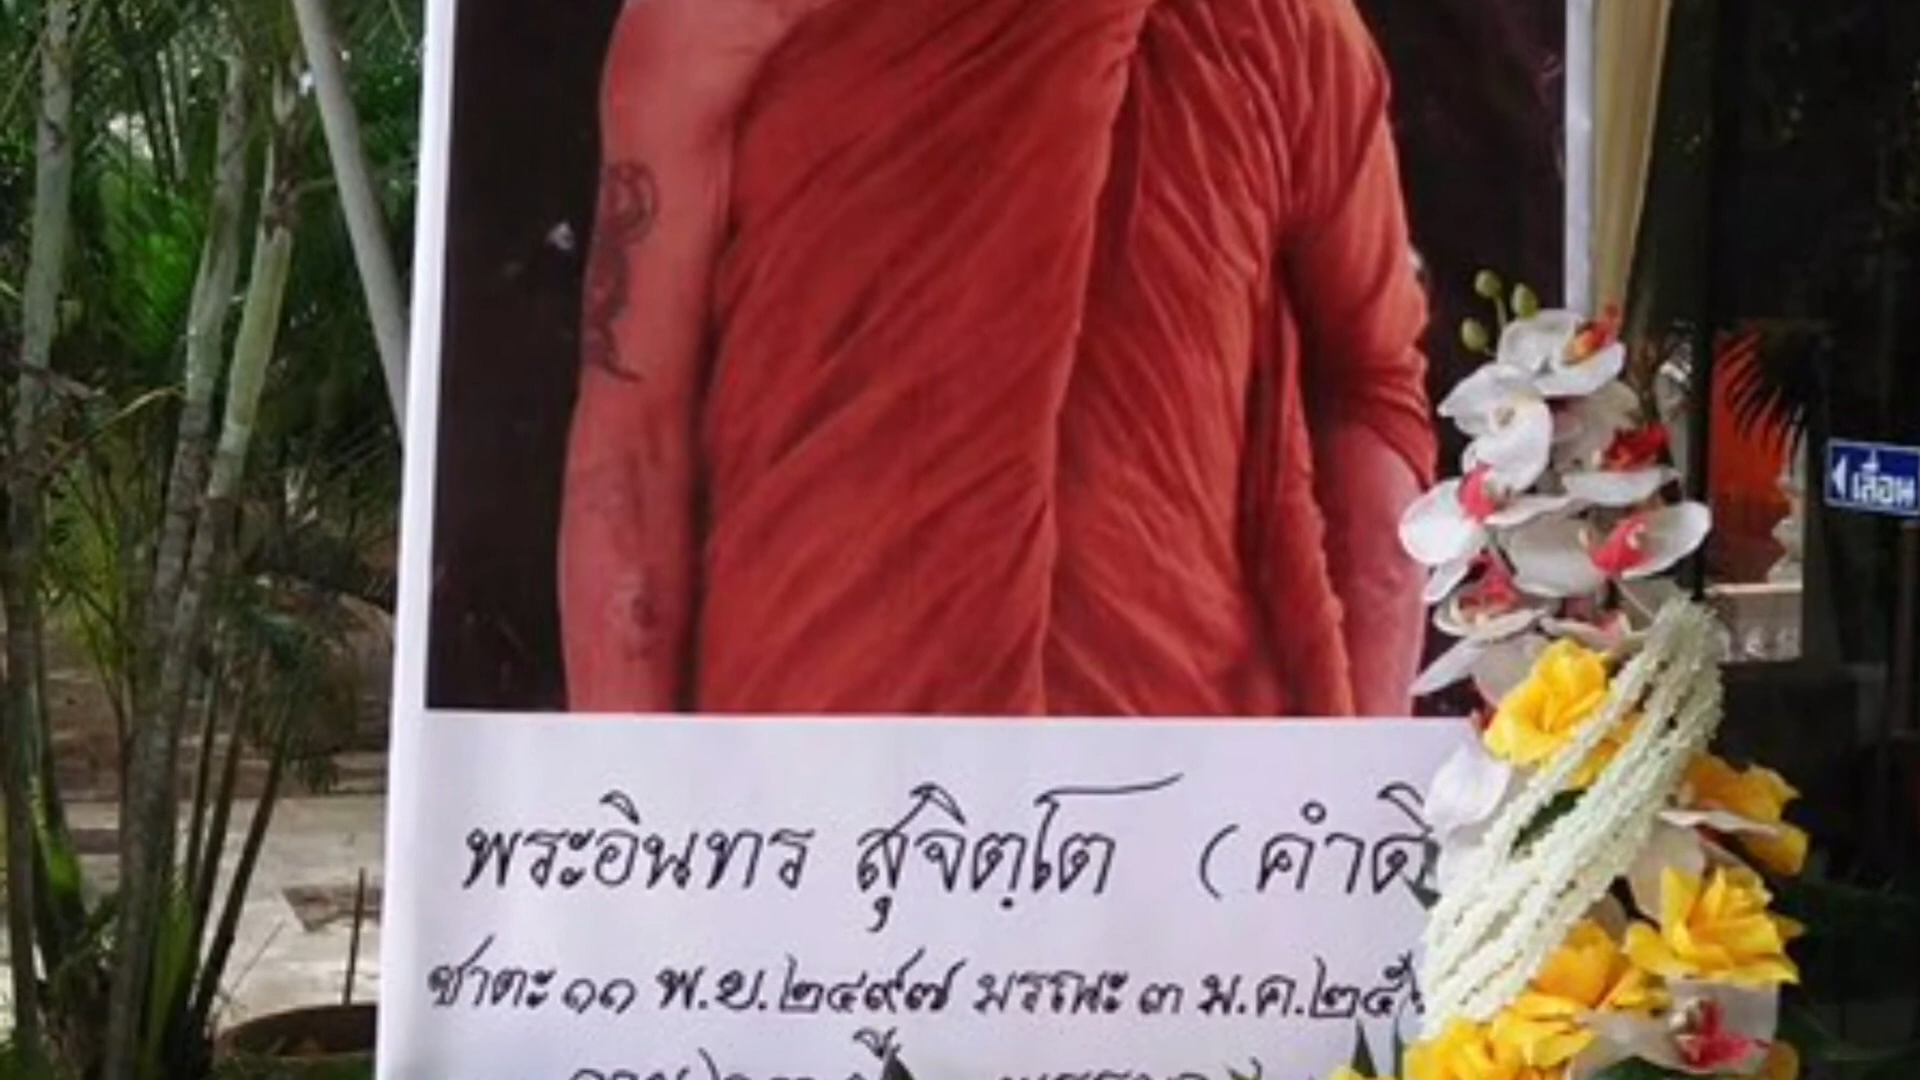 เลื่อน
พระอินทร สุจิตฺโต ( คำดี
ชาตะ ๑๑ พ.ย.๒๔๙๗ มรณะ ๓ ม.ค.๒๕